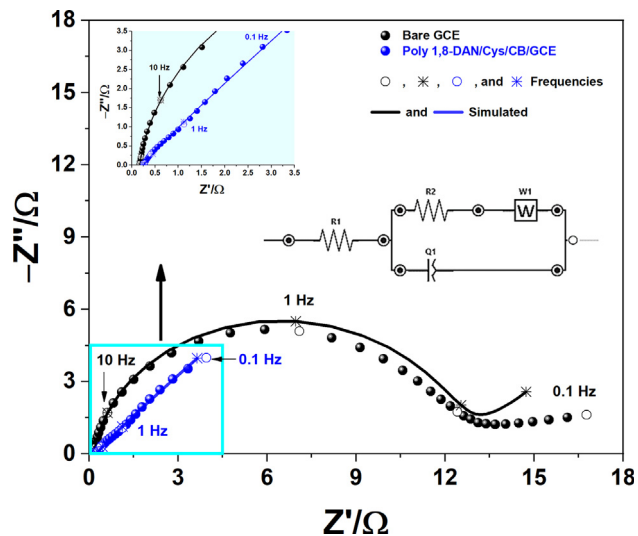 Bare GCE
Poly 1,8-DAN/Cys/CB/GCE
, , , and Frequencies
and Simulated
−Z''/Ω
18
15
12
9
6
3
0
0 3 6 9 12 15 18
Z'/Ω
−Z''/Ω
3.5
3.0
2.5
2.0
1.5
1.0
0.5
0.0
0.0 0.5 1.0 1.5 2.0 2.5 3.0 3.5
Z'/Ω
0.1 Hz
10 Hz
1 Hz
R1
R2
W1
W
Q1
1 Hz
10 Hz
0.1 Hz
1 Hz
0.1 Hz